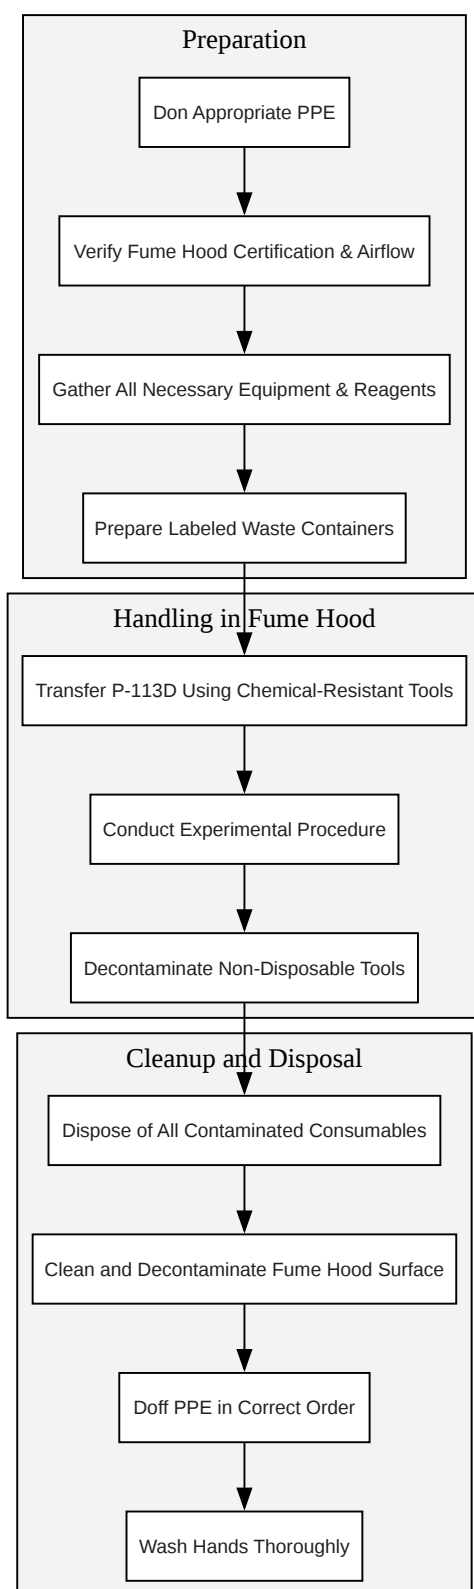 Preparation
Don Appropriate PPE
Verify Fume Hood Certification & Airflow
Gather All Necessary Equipment & Reagents
Prepare Labeled Waste Containers
Handling in Fume Hood
Transfer P-113D Using Chemical-Resistant Tools
Conduct Experimental Procedure
Decontaminate Non-Disposable Tools
Cleanup and Disposal
Dispose of All Contaminated Consumables
Clean and Decontaminate Fume Hood Surface
Doff PPE in Correct Order
Wash Hands Thoroughly